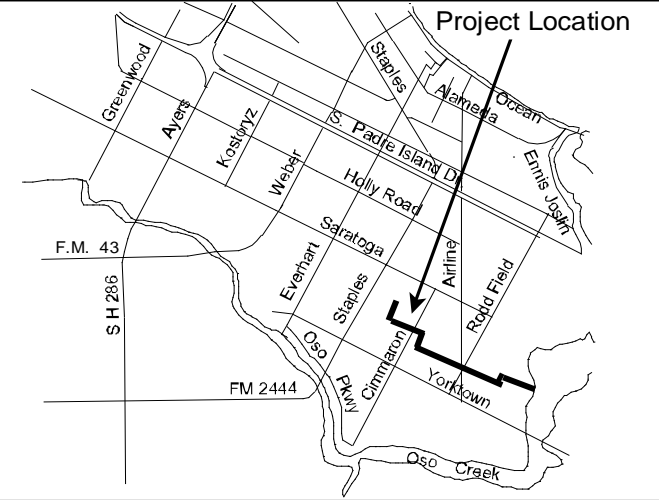 Project Location
Staples
Greenwood
Alameda
Ocean
Ayers
Kostoryz
S. Padre Island Dr
Ennis Joslin
Weber
Holly Road
Saratoga
F.M. 43
Airline
Everhart
Rodd Field
S H 286
Staples
Oso
Pkwy
Cimmaron
Yorktown
FM 2444
Oso Creek